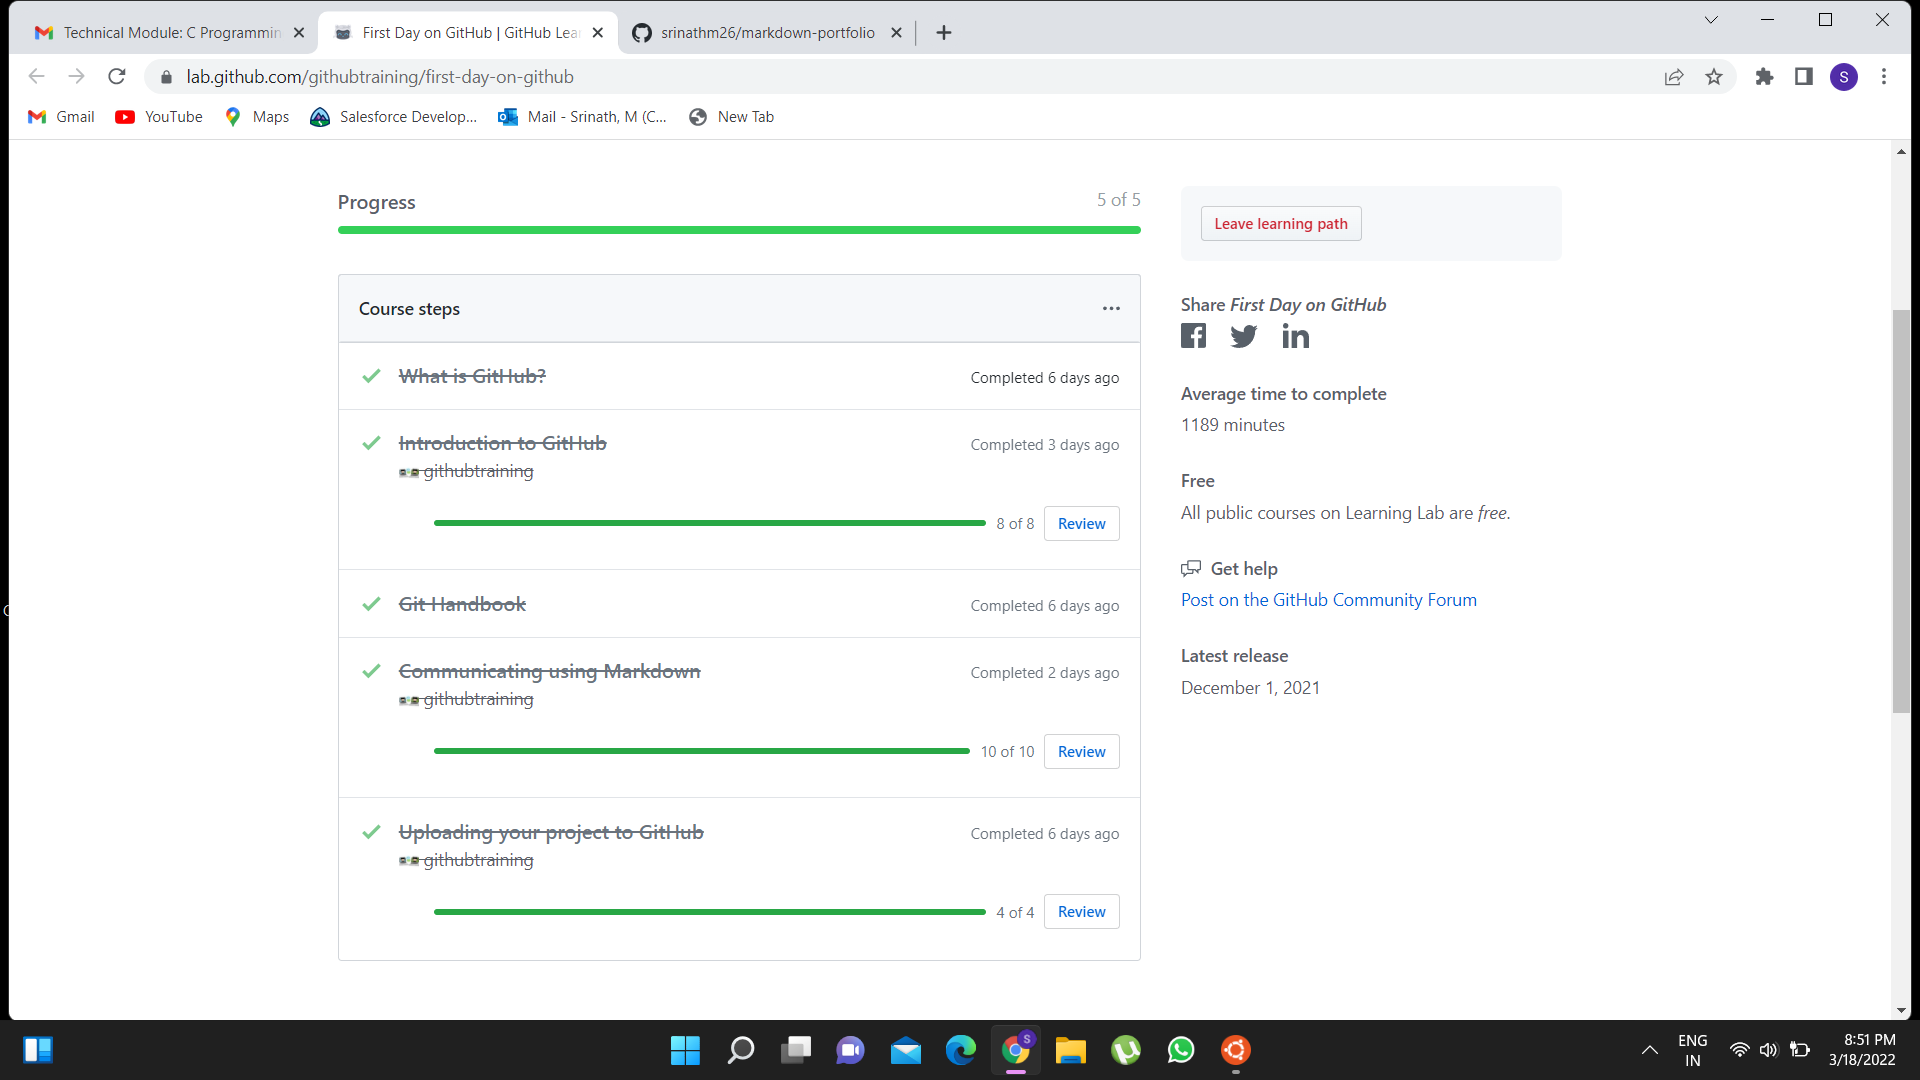 Technical Module: C Programmin
First Day on GitHub | GitHub Lea
srinathm26/markdown-portfolio
lab.github.com/githubtraining/first-day-on-github
S
Gmail
YouTube
Maps
Salesforce Develop...
Mail - Srinath, M (C...
New Tab
Progress
5 of 5
Course steps
What is GitHub?
Completed 6 days ago
Introduction to GitHub
Completed 3 days ago
githubtraining
8 of 8
Review
Git Handbook
Completed 6 days ago
Communicating using Markdown
Completed 2 days ago
githubtraining
10 of 10
Review
Uploading your project to GitHub
Completed 6 days ago
githubtraining
4 of 4
Review
Leave learning path
Share First Day on GitHub
Average time to complete
1189 minutes
Free
All public courses on Learning Lab are free.
Get help
Post on the GitHub Community Forum
Latest release
December 1, 2021
S
ENG
IN
8:51 PM
3/18/2022